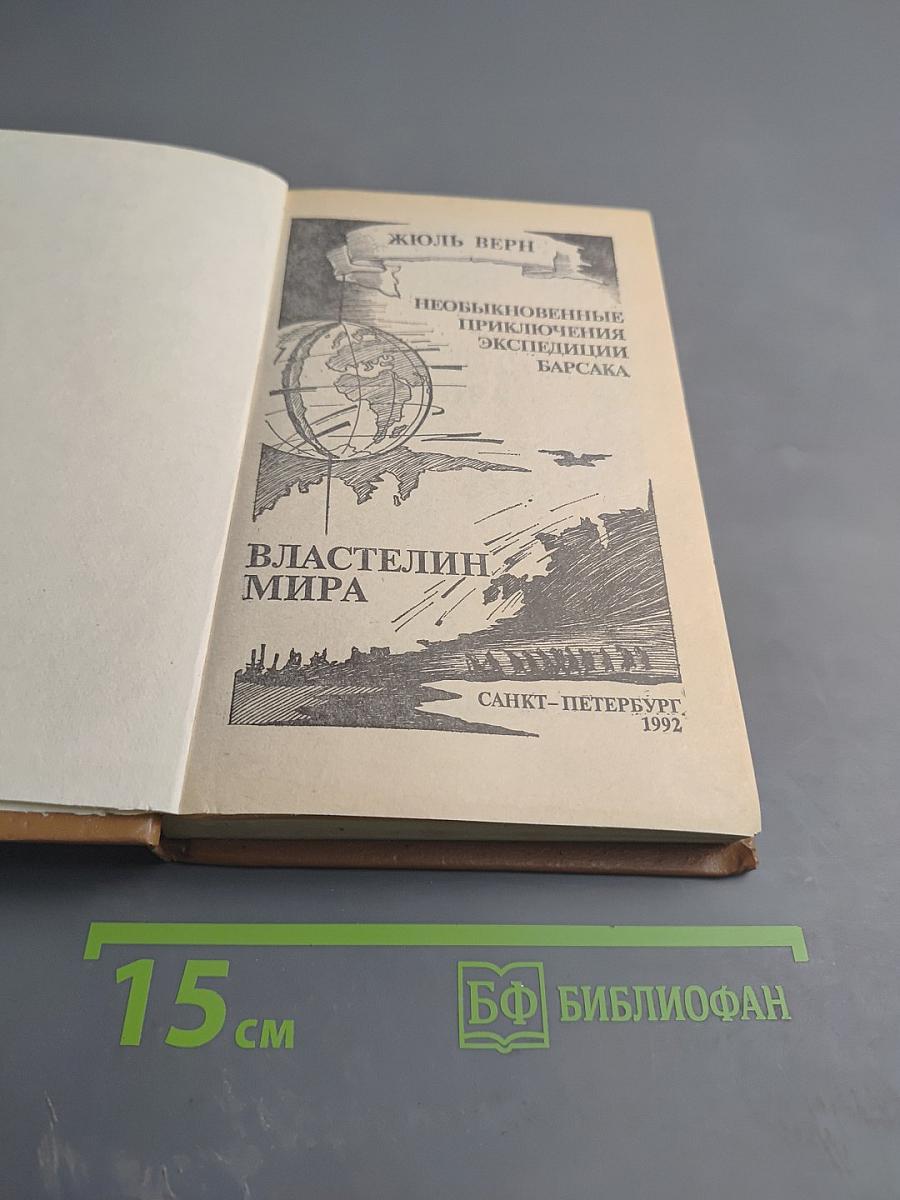 ЖЮЛЬ ВЕРН
НЕОБЫКНОВЕННЫЕ
ПРИКЛЮЧЕНИЯ
ЭКСПЕДИЦИИ
БАРСАКА
ВЛАСТЕЛИН
МИРА
САНКТ-ПЕТЕРБУРГ
1992
15 см
БФ БИБЛИОФАН